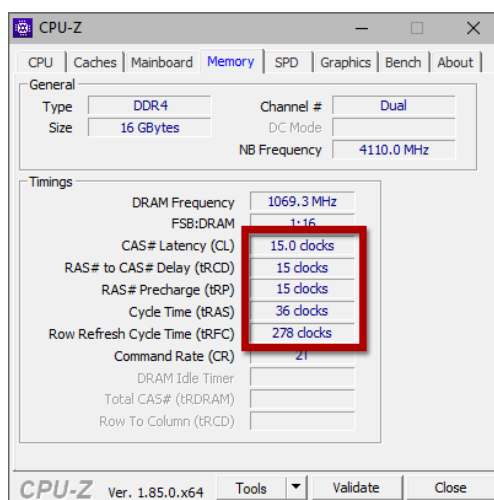 CPU-Z
CPU Caches Mainboard Memory SPD Graphics Bench About
General
Type DDR4 Channel # Dual
Size 16 GBytes DC Mode
NB Frequency 4110.0 MHz
Timings
DRAM Frequency 1069.3 MHz
FSB:DRAM 1:16
CAS# Latency (CL) 15.0 clocks
RAS# to CAS# Delay (tRCD) 15 clocks
RAS# Precharge (tRP) 15 clocks
Cycle Time (tRAS) 36 clocks
Row Refresh Cycle Time (tRFC) 278 clocks
Command Rate (CR) 2T
DRAM Idle Timer
Total CAS# (tRDRAM)
Row To Column (tRCD)
CPU-Z Ver. 1.85.0.x64 Tools Validate Close